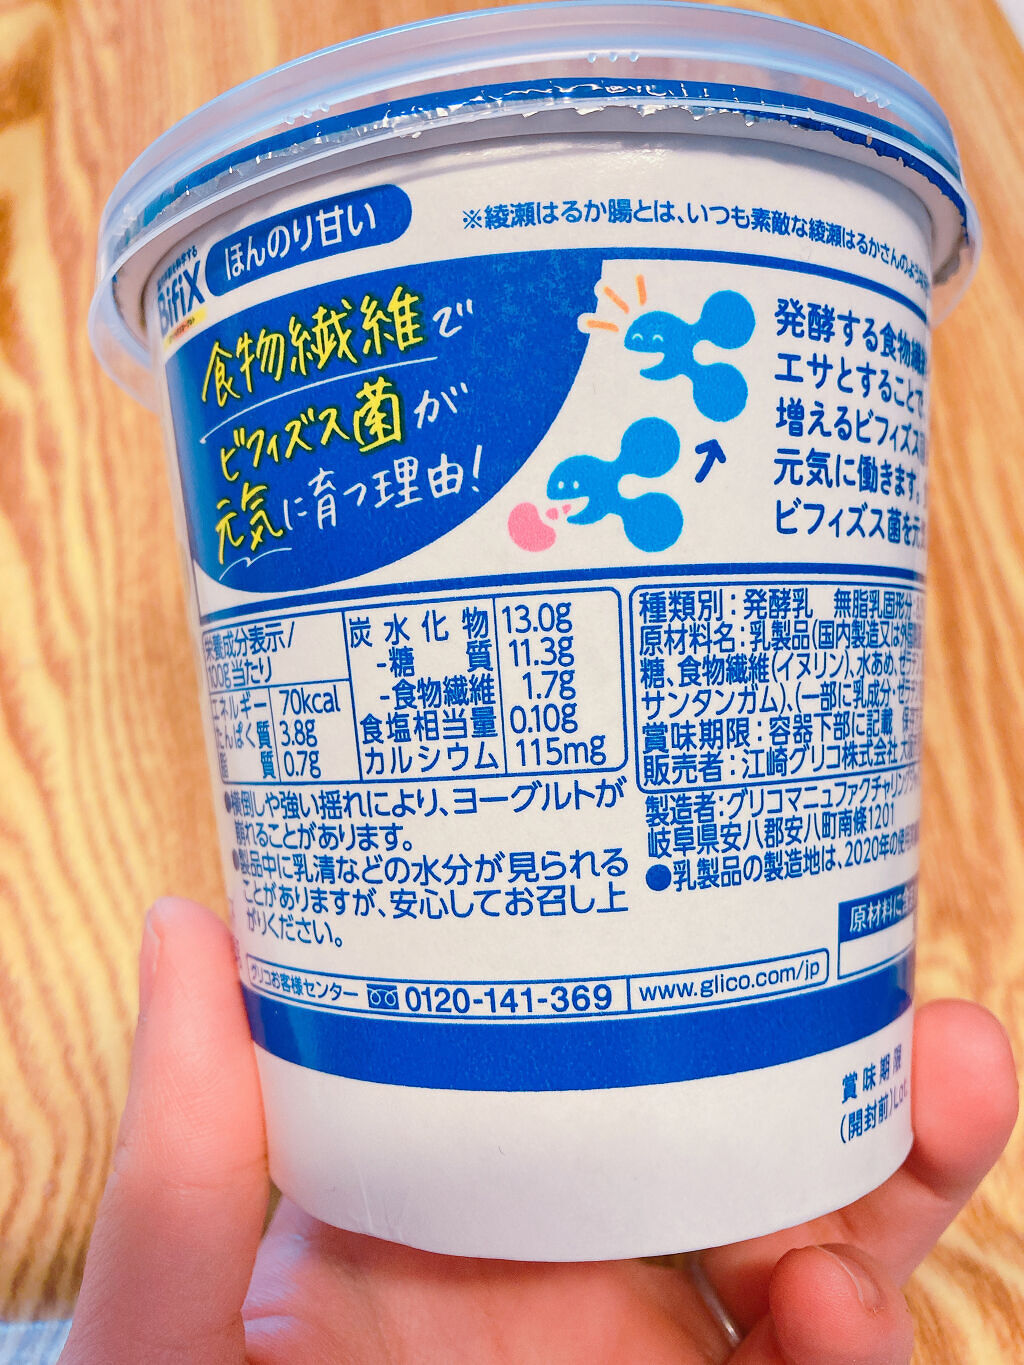 BifiX
ほんのり甘い
※綾瀬はるか腸とは、いつも素敵な綾瀬はるかさんのような
食物繊維で
ビフィズス菌が
元気に育つ理由!
発酵する食物繊維
エサとすることで
増えるビフィズス
元気に働きます。
ビフィズス菌を元
栄養成分表示/
100g当たり
エネルギー 70kcal
たんぱく質 3.8g
脂質 0.7g
炭水化物 13.0g
-糖質 11.3g
-食物繊維 1.7g
食塩相当量 0.10g
カルシウム 115mg
種類別:発酵乳 無脂乳固形分
原材料名:乳製品(国内製造又は外国
糖、食物繊維(イヌリン)、水あめ、ゼラチン
サンタンガム)、(一部に乳成分・ゼラチ
賞味期限:容器下部に記載 保存
販売者:江崎グリコ株式会社 大阪
製造者:グリコマニュファクチャリング
岐阜県安八郡安八町南條1201
●乳製品の製造地は、2020年の使用
●横倒しや強い揺れにより、ヨーグルトが
崩れることがあります。
●製品中に乳清などの水分が見られる
ことがありますが、安心してお召し上
がりください。
原材料に含
グリコお客様センター 0120-141-369 www.glico.com/jp
賞味期限
(開封前)Lot.